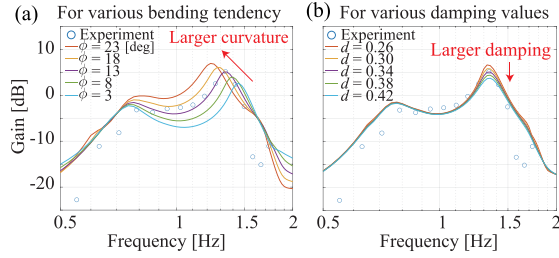 (a) For various bending tendency
Experiment
ϕ = 23 [deg]
ϕ = 18
ϕ = 13
ϕ = 8
ϕ = 3
Larger curvature
Gain [dB]
10
0
-10
-20
0.5 1 1.5 2
Frequency [Hz]
(b) For various damping values
Experiment
d = 0.26
d = 0.30
d = 0.34
d = 0.38
d = 0.42
Larger damping
0.5 1 1.5 2
Frequency [Hz]